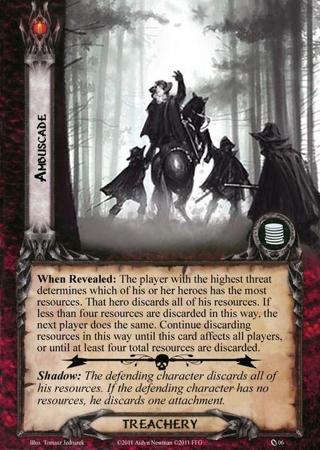 AMBUSCADE
When Revealed: The player with the highest threat
determines which of his or her heroes has the most
resources. That hero discards all of his resources. If
less than four resources are discarded in this way, the
next player does the same. Continue discarding
resources in this way until this card affects all players,
or until at least four total resources are discarded.
Shadow: The defending character discards all of
his resources. If the defending character has no
resources, he discards one attachment.
TREACHERY
Illus. Tomasz Jedruszek
©2011 Aidyn Newman ©2011 FFG
06